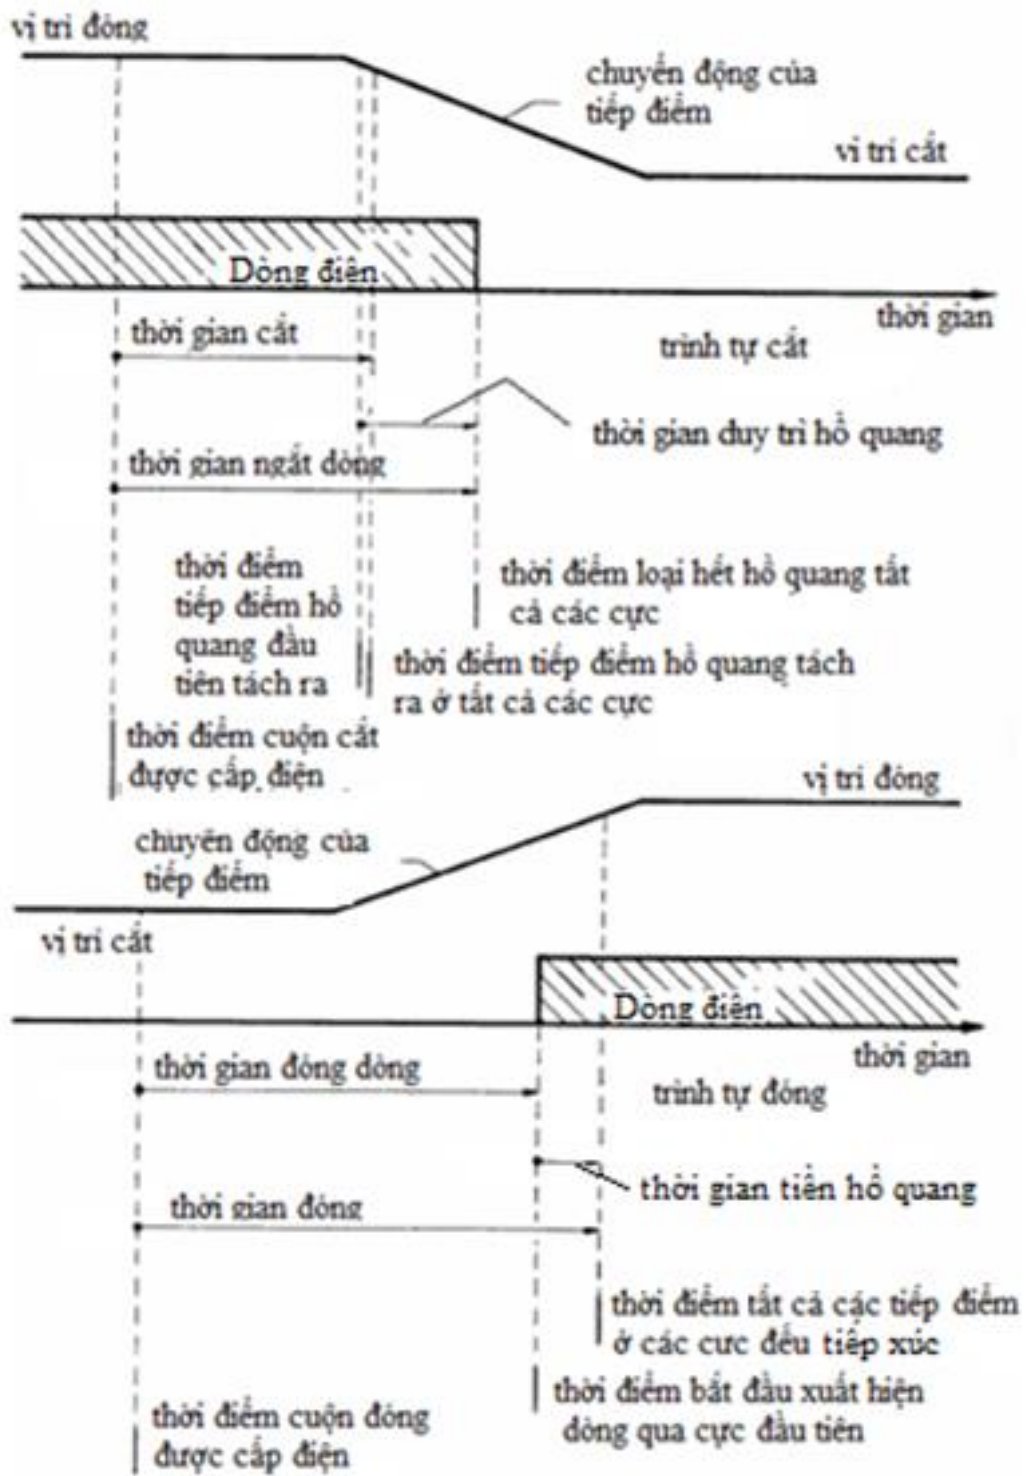 vị trí đóng
chuyển động của
tiếp điểm
vị trí cắt
Dòng điện
thời gian
thời gian cắt
trình tự cắt
thời gian duy trì hồ quang
thời gian ngắt dòng
thời điểm
tiếp điểm hồ
quang đầu
tiên tách ra
thời điểm loại hết hồ quang tất
cả các cực
thời điểm tiếp điểm hồ quang tách
ra ở tất cả các cực
thời điểm cuộn cắt
được cấp điện
vị trí đóng
chuyển động của
tiếp điểm
vị trí cắt
Dòng điện
thời gian
thời gian đóng dòng
trình tự đóng
thời gian tiền hồ quang
thời gian đóng
thời điểm tất cả các tiếp điểm
ở các cưc đều tiếp xúc
thời điểm bắt đầu xuất hiện
dòng qua cực đầu tiên
thời điểm cuộn đóng
được cấp điện